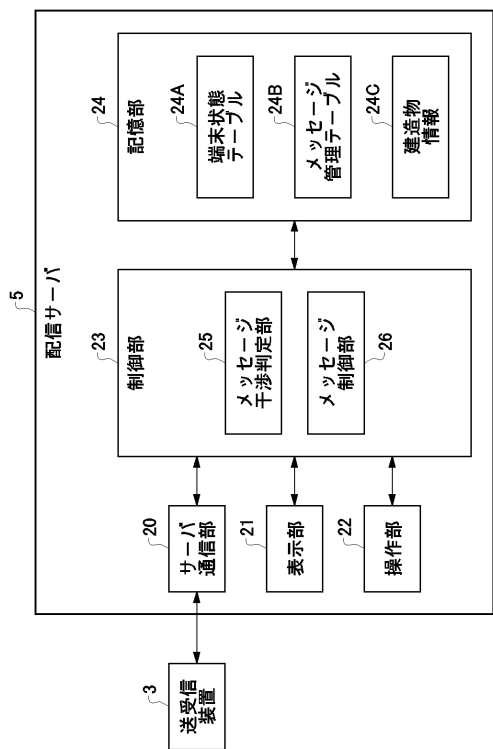 5
配信サーバ
3
送受信
装置
20
サーバ
通信部
21
表示部
22
操作部
23
制御部
25
メッセージ
干渉判定部
メッセージ
制御部
26
24
記憶部
24A
端末状態
テーブル
24B
メッセージ
管理テーブル
24C
建造物
情報